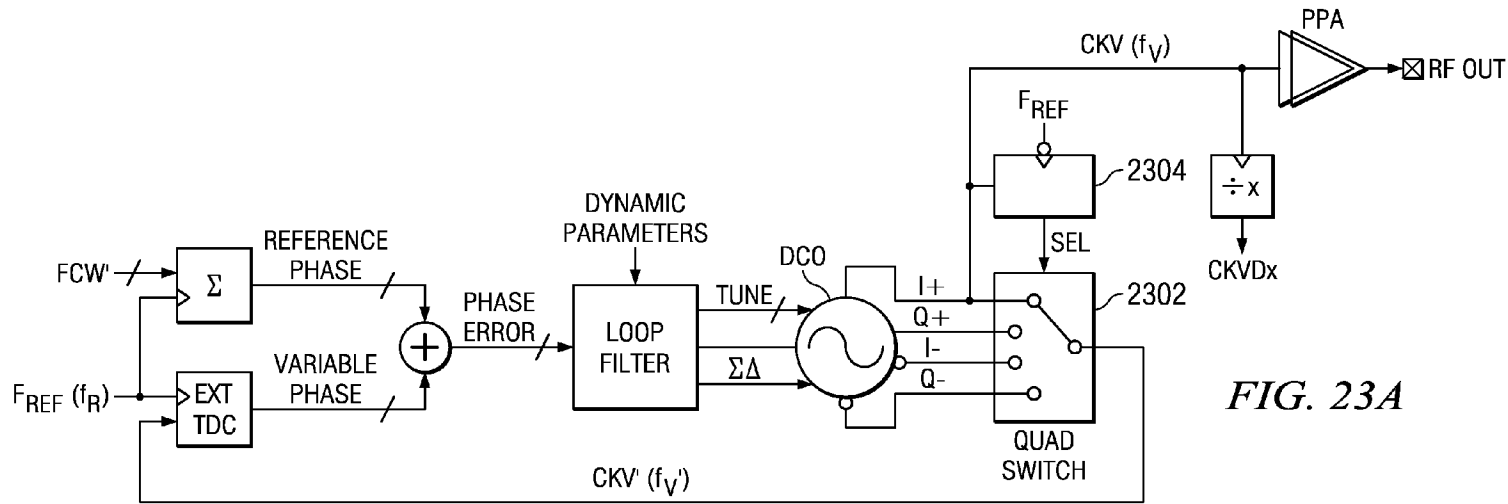 PPA
CKV (fV)
RF OUT
FREF
2304
÷ x
DYNAMIC
PARAMETERS
SEL
CKVDx
REFERENCE
PHASE
DCO
FCW'
Σ
TUNE
I+
2302
PHASE
ERROR
LOOP
FILTER
Q+
+
I-
VARIABLE
PHASE
ΣΔ
Q-
FREF (fR)
EXT
TDC
FIG. 23A
QUAD
SWITCH
CKV' (fV')